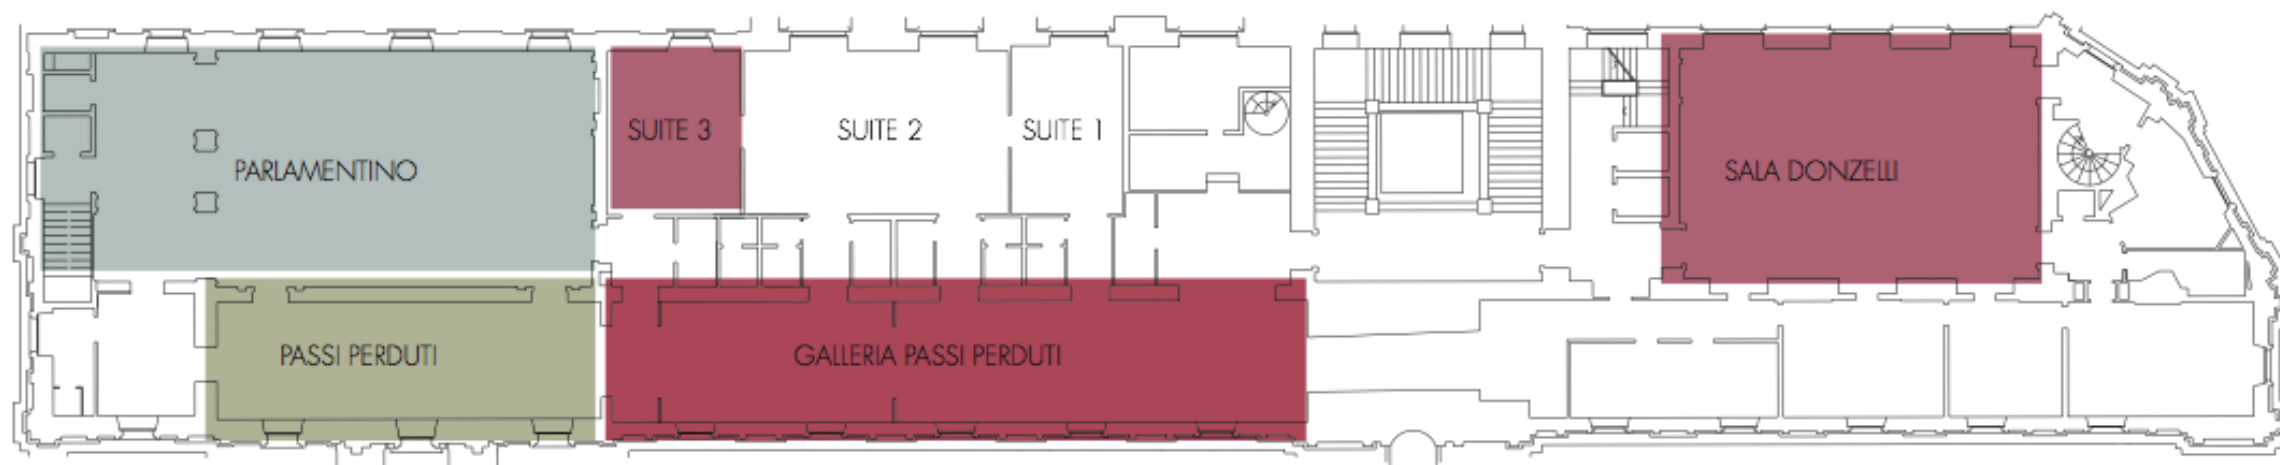 SUITE 3
SUITE 2
SUITE 1
PARLAMENTINO
SALA DONZELLI
PASSI PERDUTI
GALLERIA PASSI PERDUTI